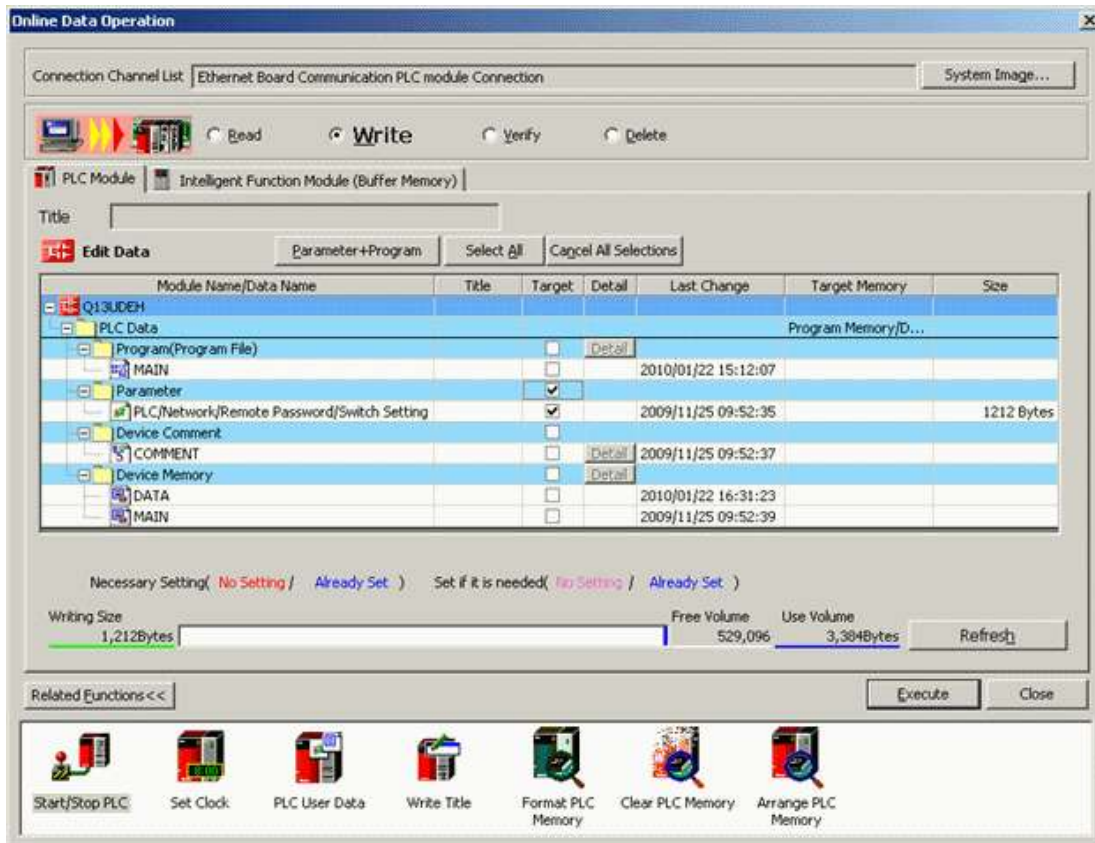 Online Data Operation
Connection Channel List Ethernet Board Communication PLC module Connection System Image...
Read Write Verify Delete
PLC Module Intelligent Function Module (Buffer Memory)
Title
Edit Data Parameter+Program Select All Cancel All Selections
Module Name/Data Name Title Target Detail Last Change Target Memory Size
Q13UDEH
PLC Data Program Memory/D...
Program(Program File) Detail
MAIN 2010/01/22 15:12:07
Parameter
PLC/Network/Remote Password/Switch Setting 2009/11/25 09:52:35 1212 Bytes
Device Comment
COMMENT Detail 2009/11/25 09:52:37
Device Memory Detail
DATA 2010/01/22 16:31:23
MAIN 2009/11/25 09:52:39
Necessary Setting( No Setting / Already Set ) Set if it is needed( No Setting / Already Set )
Writing Size Free Volume Use Volume
1,212Bytes 529,096 3,384Bytes Refresh
Related Functions<< Execute Close
Start/Stop PLC Set Clock PLC User Data Write Title Format PLC Clear PLC Memory Arrange PLC
Memory Memory